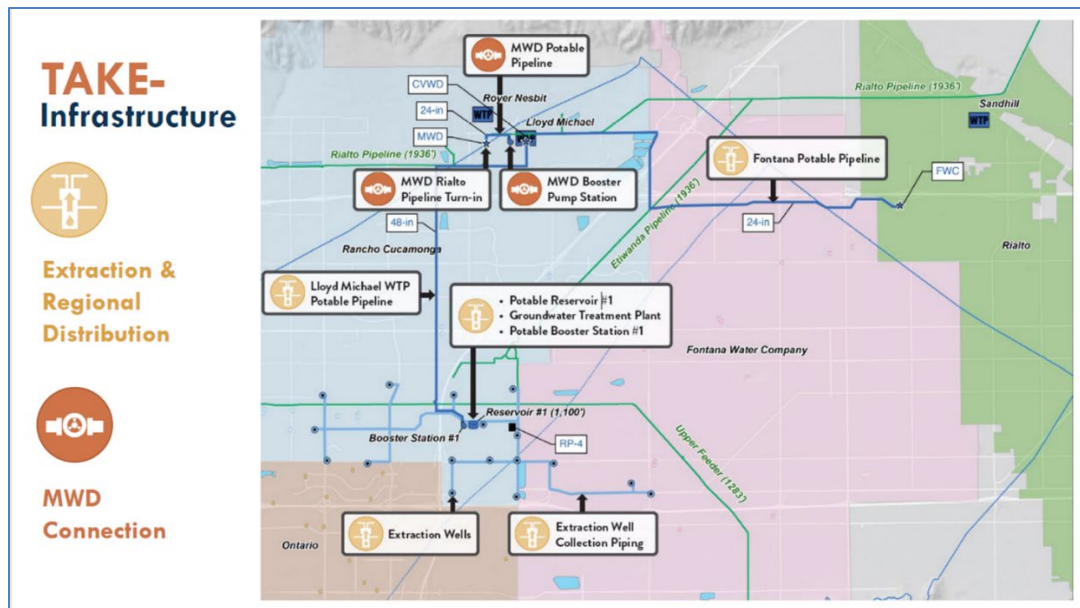 TAKE-
Infrastructure
Extraction &
Regional
Distribution
MWD
Connection
MWD Potable
Pipeline
CVWD
Royer Nesbit
WTP
24-in
Lloyd Michael
MWD
Rialto Pipeline (1936')
Rialto Pipeline (1936')
Sandhill
WTP
MWD Rialto
Pipeline Turn-in
MWD Booster
Pump Station
Fontana Potable Pipeline
FWC
48-in
24-in
Etiwanda Pipeline (1936')
Rialto
Rancho Cucamonga
Lloyd Michael WTP
Potable Pipeline
• Potable Reservoir #1
• Groundwater Treatment Plant
• Potable Booster Station #1
Fontana Water Company
Reservoir #1 (1,100')
Booster Station #1
RP-4
Upper Feeder (1283')
Extraction Wells
Extraction Well
Collection Piping
Ontario